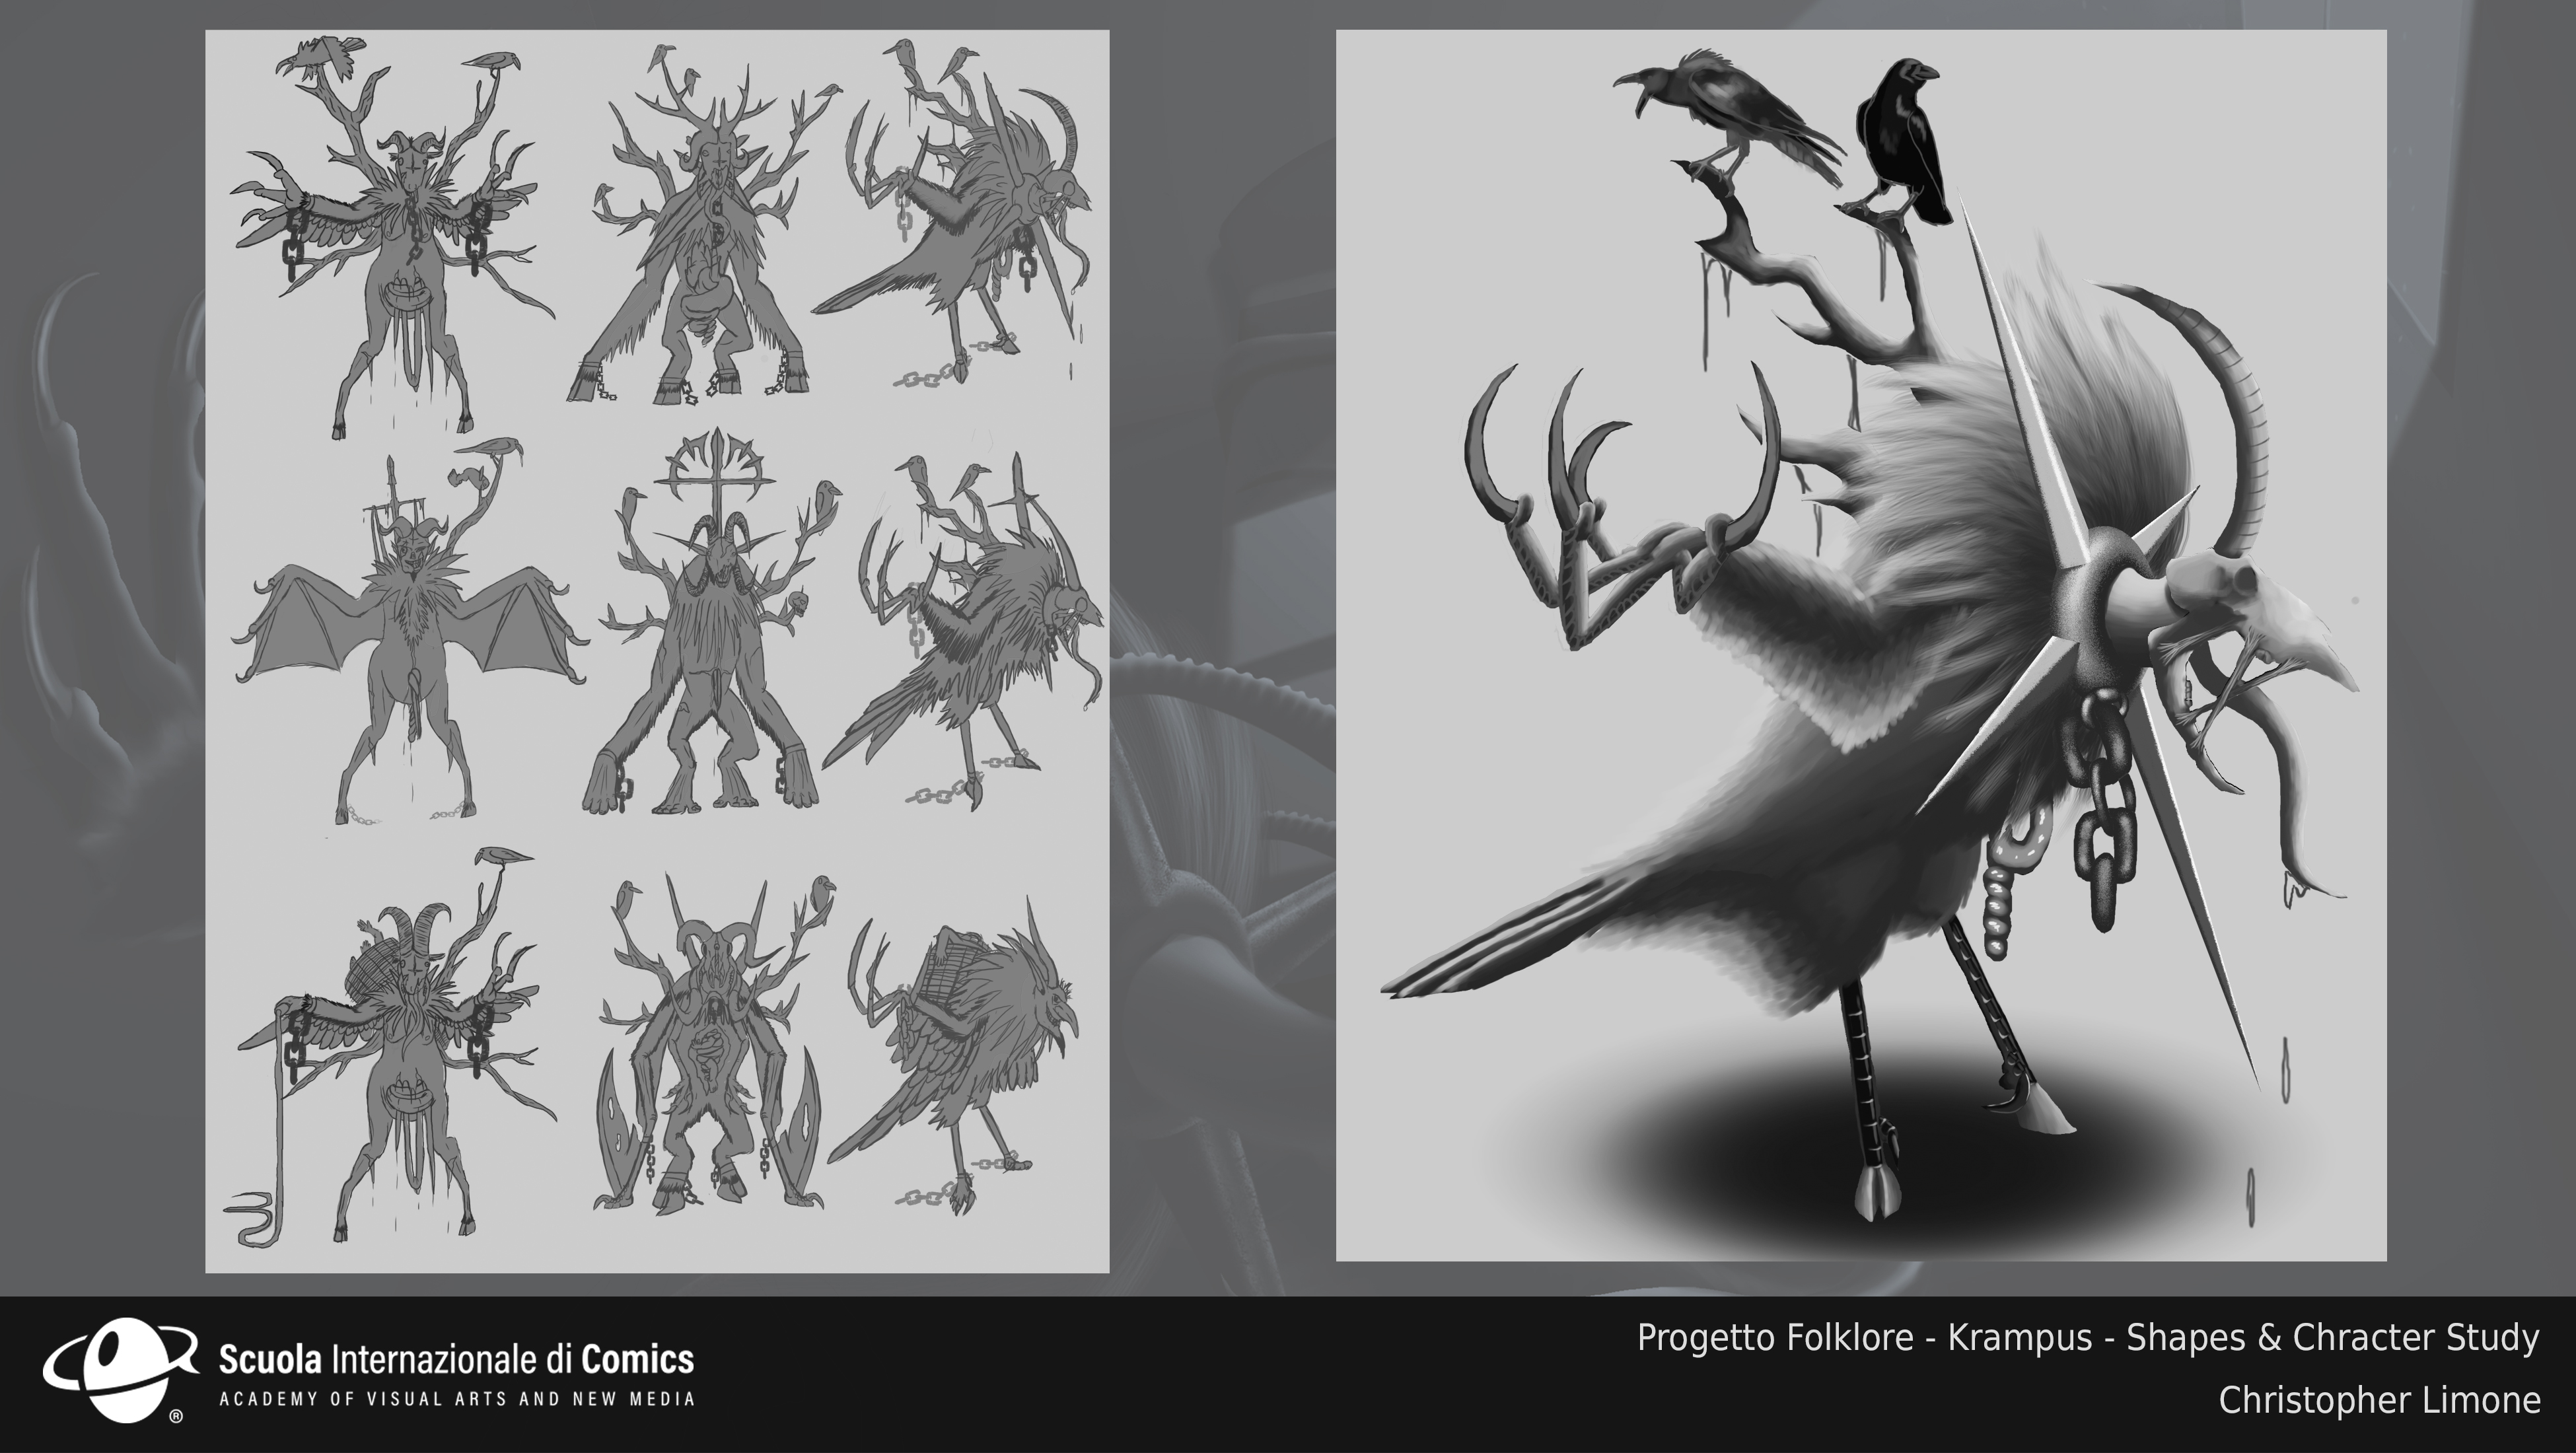 Scuola Internazionale di Comics
ACADEMY OF VISUAL ARTS AND NEW MEDIA
®
Progetto Folklore - Krampus - Shapes & Chracter Study
Christopher Limone